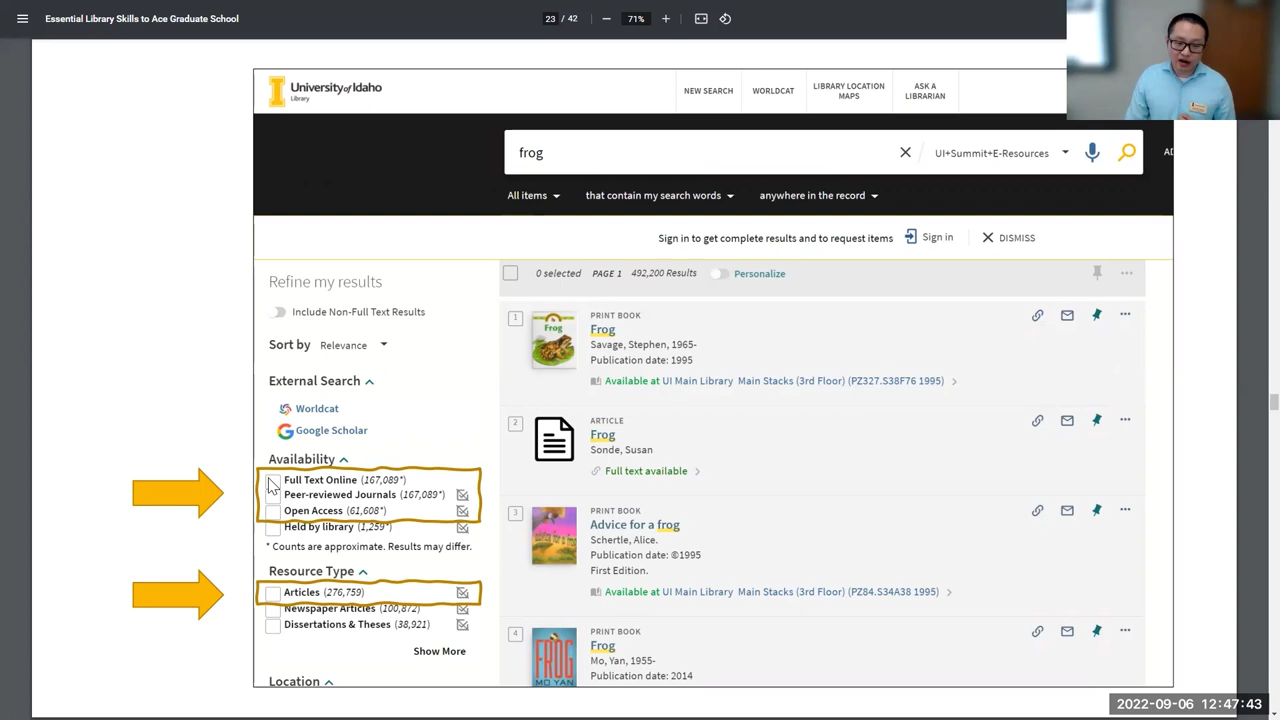 Essential Library Skills to Ace Graduate School
23 / 42
71%
University of Idaho
Library
NEW SEARCH
WORLDCAT
LIBRARY LOCATION
MAPS
ASK A
LIBRARIAN
frog
UI+Summit+E-Resources
AD
All items
that contain my search words
anywhere in the record
Sign in to get complete results and to request items
Sign in
DISMISS
Refine my results
Include Non-Full Text Results
Sort by Relevance
External Search
Worldcat
Google Scholar
Availability
Full Text Online (167,089*)
Peer-reviewed Journals (167,089*)
Open Access (61,608*)
Held by library (1,259*)
* Counts are approximate. Results may differ.
Resource Type
Articles (276,759)
Newspaper Articles (100,872)
Dissertations & Theses (38,921)
Show More
Location
0 selected PAGE 1 492,200 Results Personalize
1
Frog
PRINT BOOK
Frog
Savage, Stephen, 1965-
Publication date: 1995
Available at UI Main Library Main Stacks (3rd Floor) (PZ327.S38F76 1995)
2
ARTICLE
Frog
Sonde, Susan
Full text available
3
PRINT BOOK
Advice for a frog
Schertle, Alice.
Publication date: ©1995
First Edition.
Available at UI Main Library Main Stacks (3rd Floor) (PZ84.S34A38 1995)
4
FROG
MO YAN
PRINT BOOK
Frog
Mo, Yan, 1955-
Publication date: 2014
2022-09-06 12:47:43